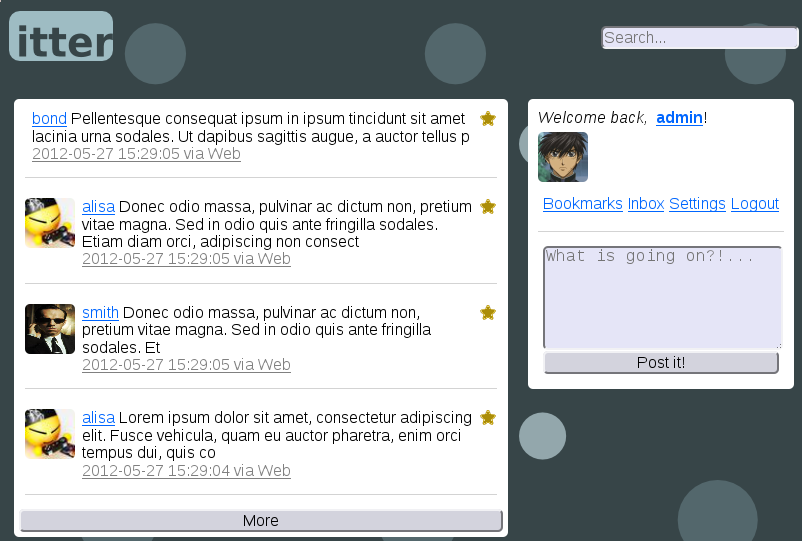 itter
Search...
bond Pellentesque consequat ipsum in ipsum tincidunt sit amet
lacinia urna sodales. Ut dapibus sagittis augue, a auctor tellus p
2012-05-27 15:29:05 via Web
alisa Donec odio massa, pulvinar ac dictum non, pretium
vitae magna. Sed in odio quis ante fringilla sodales.
Etiam diam orci, adipiscing non consect
2012-05-27 15:29:05 via Web
smith Donec odio massa, pulvinar ac dictum non,
pretium vitae magna. Sed in odio quis ante fringilla
sodales. Et
2012-05-27 15:29:05 via Web
alisa Lorem ipsum dolor sit amet, consectetur adipiscing
elit. Fusce vehicula, quam eu auctor pharetra, enim orci
tempus dui, quis co
2012-05-27 15:29:04 via Web
More
Welcome back, admin!
Bookmarks Inbox Settings Logout
What is going on?!...
Post it!